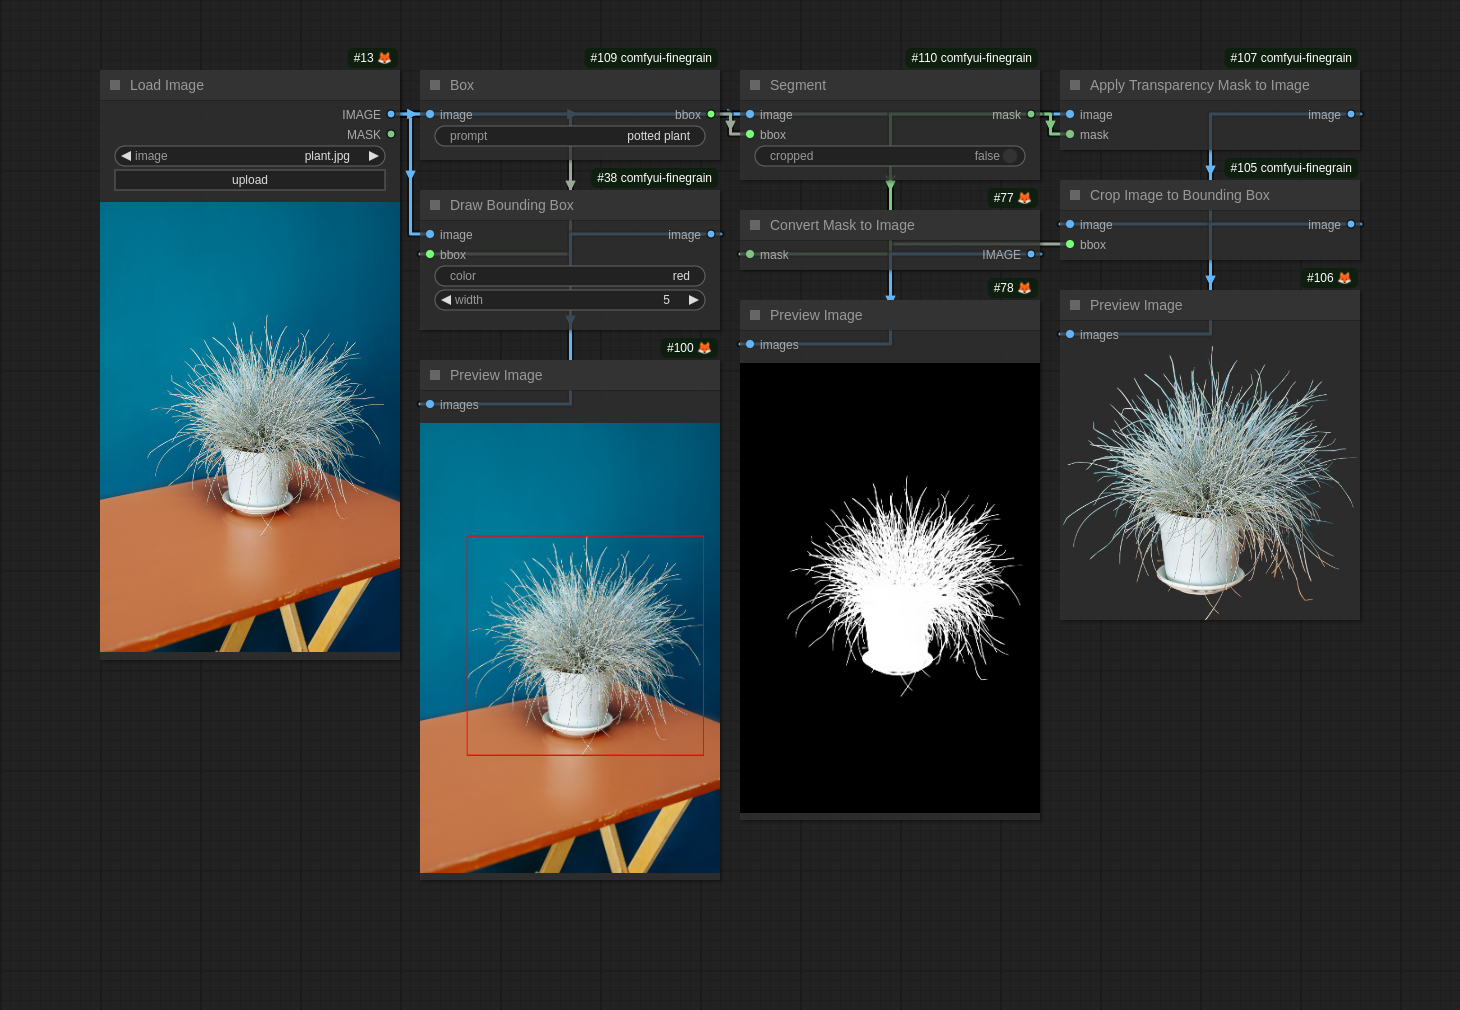 #13 🦊
Load Image
IMAGE
MASK
image plant.jpg
upload
#109 comfyui-finegrain
Box
image bbox
prompt potted plant
#38 comfyui-finegrain
Draw Bounding Box
image image
bbox
color red
width 5
#100 🦊
Preview Image
images
#110 comfyui-finegrain
Segment
image mask
bbox
cropped false
#77 🦊
Convert Mask to Image
mask IMAGE
#78 🦊
Preview Image
images
#107 comfyui-finegrain
Apply Transparency Mask to Image
image image
mask
#105 comfyui-finegrain
Crop Image to Bounding Box
image image
bbox
#106 🦊
Preview Image
images